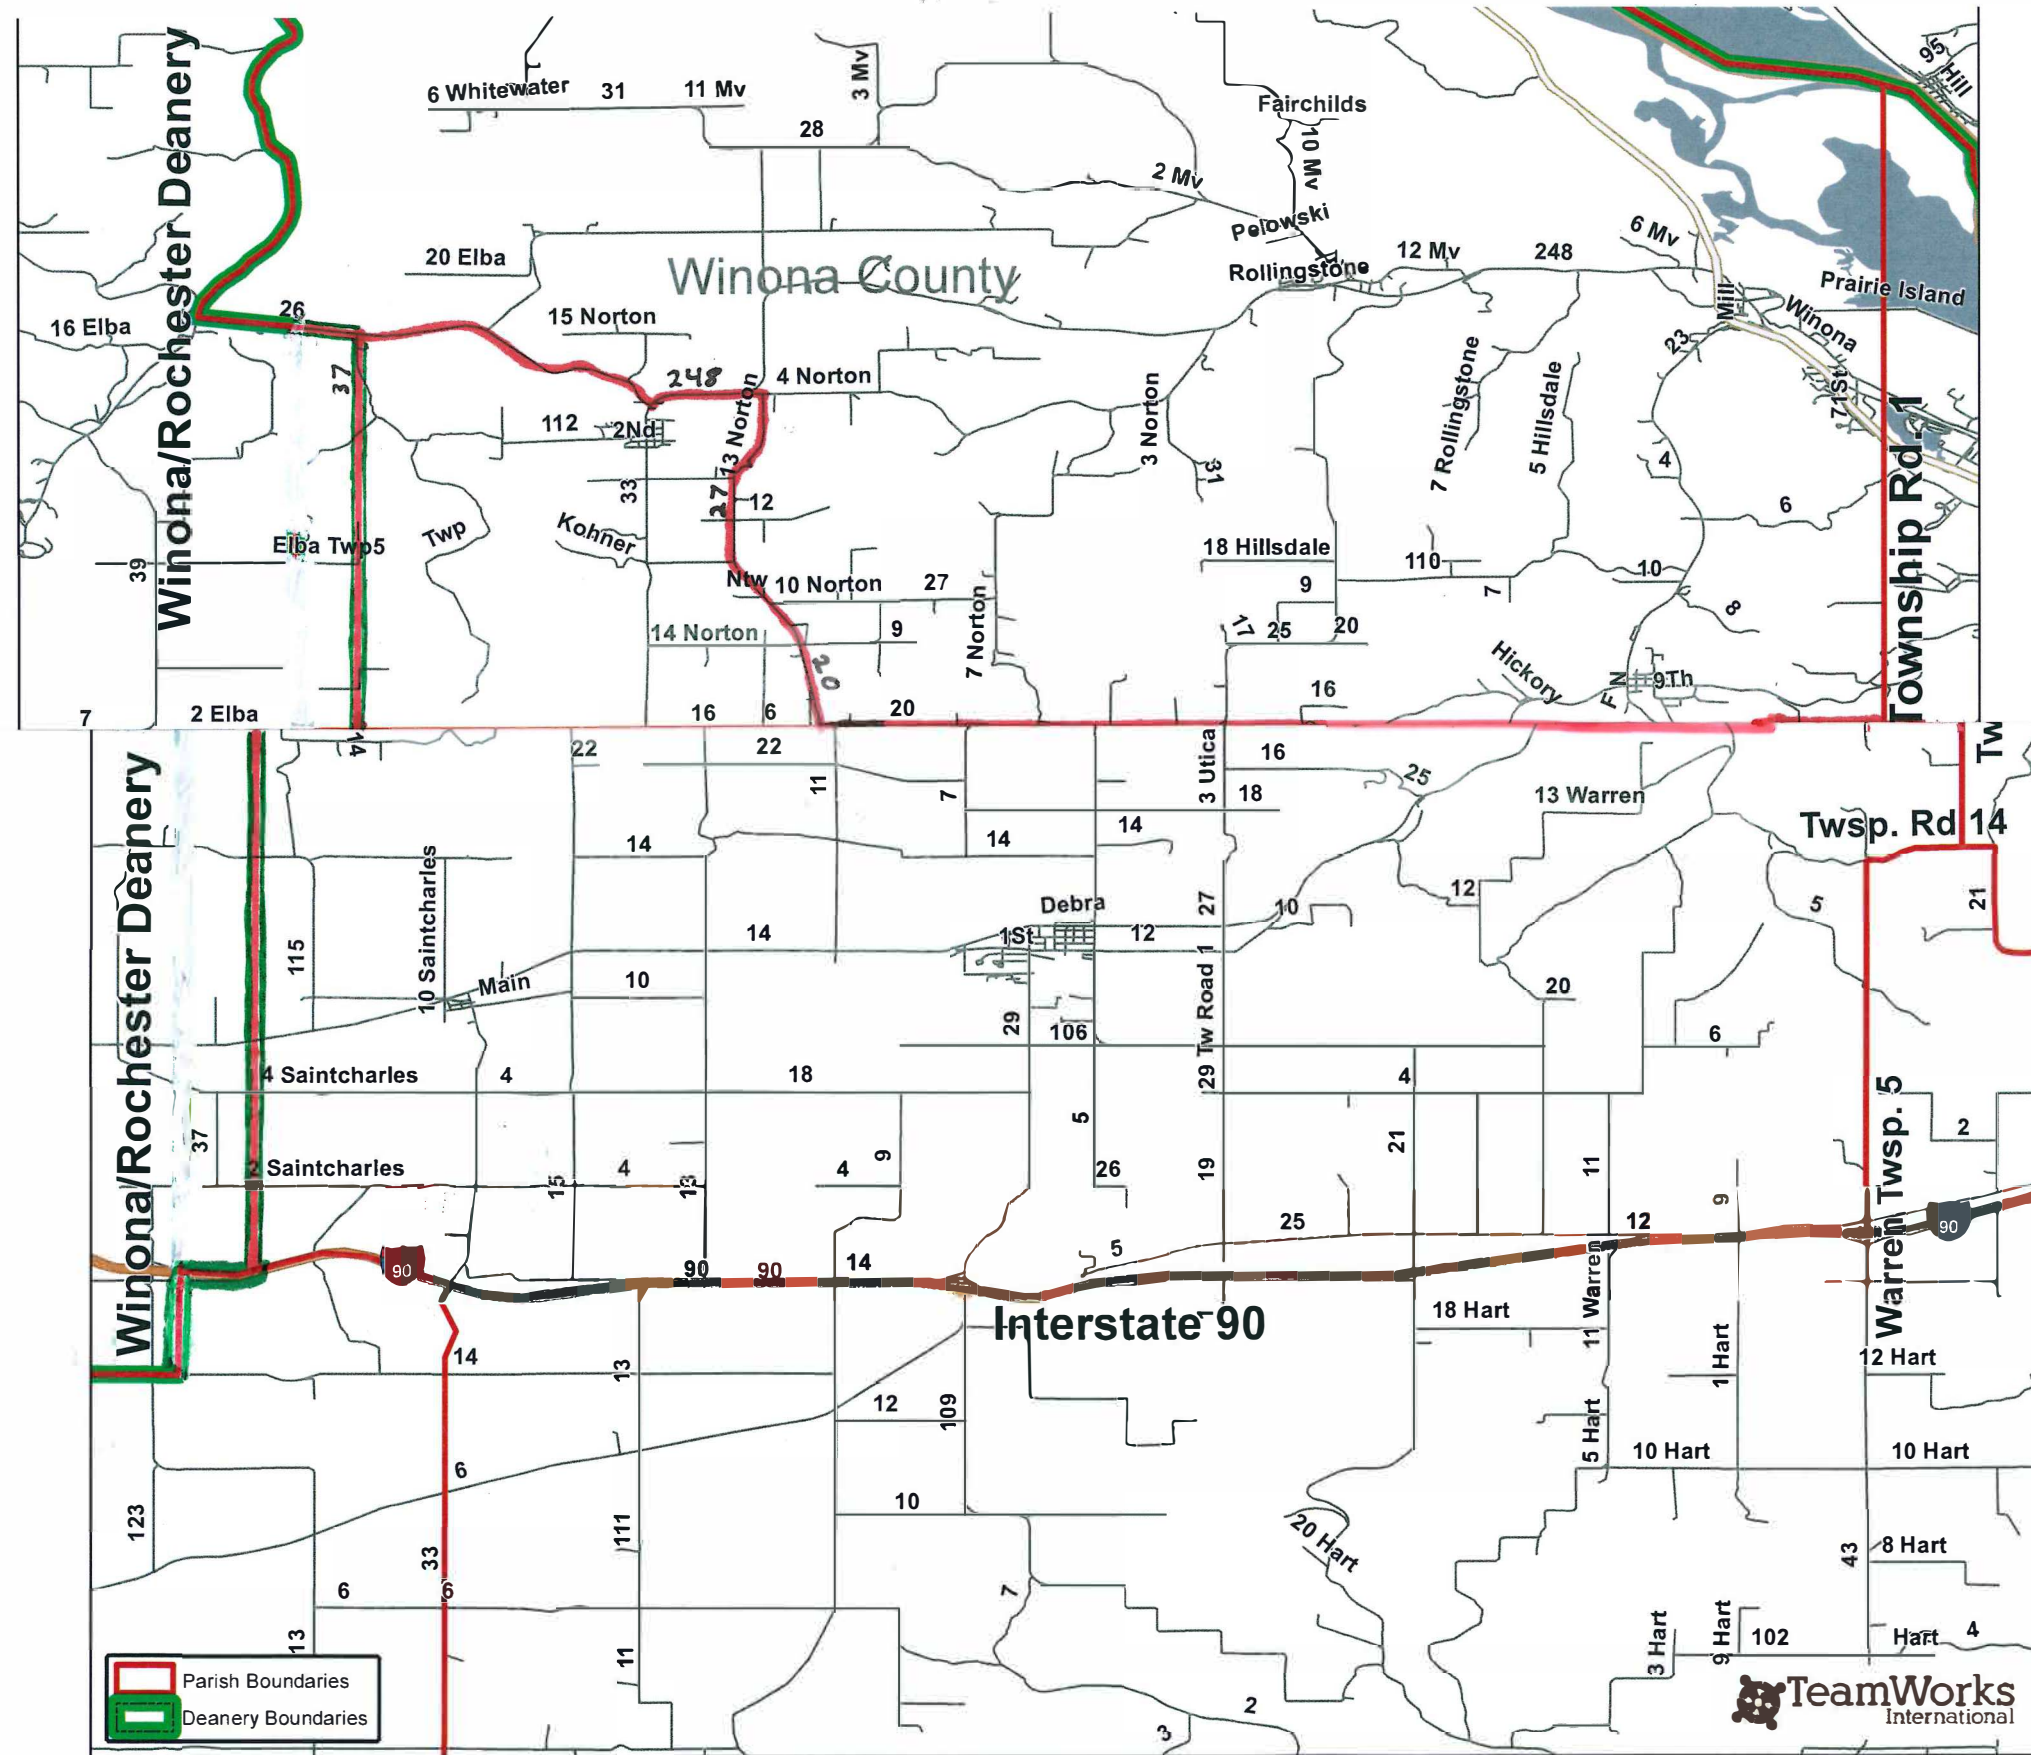 95 Hill
Winona/Rochester Deanery
6 Whitewater
31
11 Mv
3 Mv
28
Fairchilds
10 Mv
2 Mv
Pelowski
6 Mv
12 Mv
248
20 Elba
Winona County
Rollingstone
Prairie Island
Mill
Winona
26
16 Elba
15 Norton
23
37
248
4 Norton
13 Norton
3 Norton
7 Rollingstone
5 Hillsdale
71St
Township Rd. 1
112
2Nd
4
31
33
27
12
6
Twp
Kohner
Elba Twp5
39
18 Hillsdale
110
10
Ntw
10 Norton
27
9
7
8
7 Norton
14 Norton
9
17
25
20
20
Hickory
F N
9Th
16
7
2 Elba
16
6
20
14
Winona/Rochester Deanery
22
22
11
7
3 Utica
16
25
18
13 Warren
Tw
Twsp. Rd 14
14
14
14
10 Saintcharles
115
12
21
5
Debra
27
10
14
1St
12
Main
10
29
106
29 Tw Road 1
20
6
4 Saintcharles
4
18
4
5
Warren Twsp. 5
37
21
2
2 Saintcharles
4
15
13
4
9
26
19
11
9
25
12
90
5
90
90
90
14
Interstate 90
1
18 Hart
11 Warren
1 Hart
12 Hart
14
13
12
109
5 Hart
10 Hart
10 Hart
6
123
10
111
20 Hart
33
43
8 Hart
6
6
7
13
11
3 Hart
9 Hart
102
Hart
4
Parish Boundaries
Deanery Boundaries
2
3
TeamWorks
International